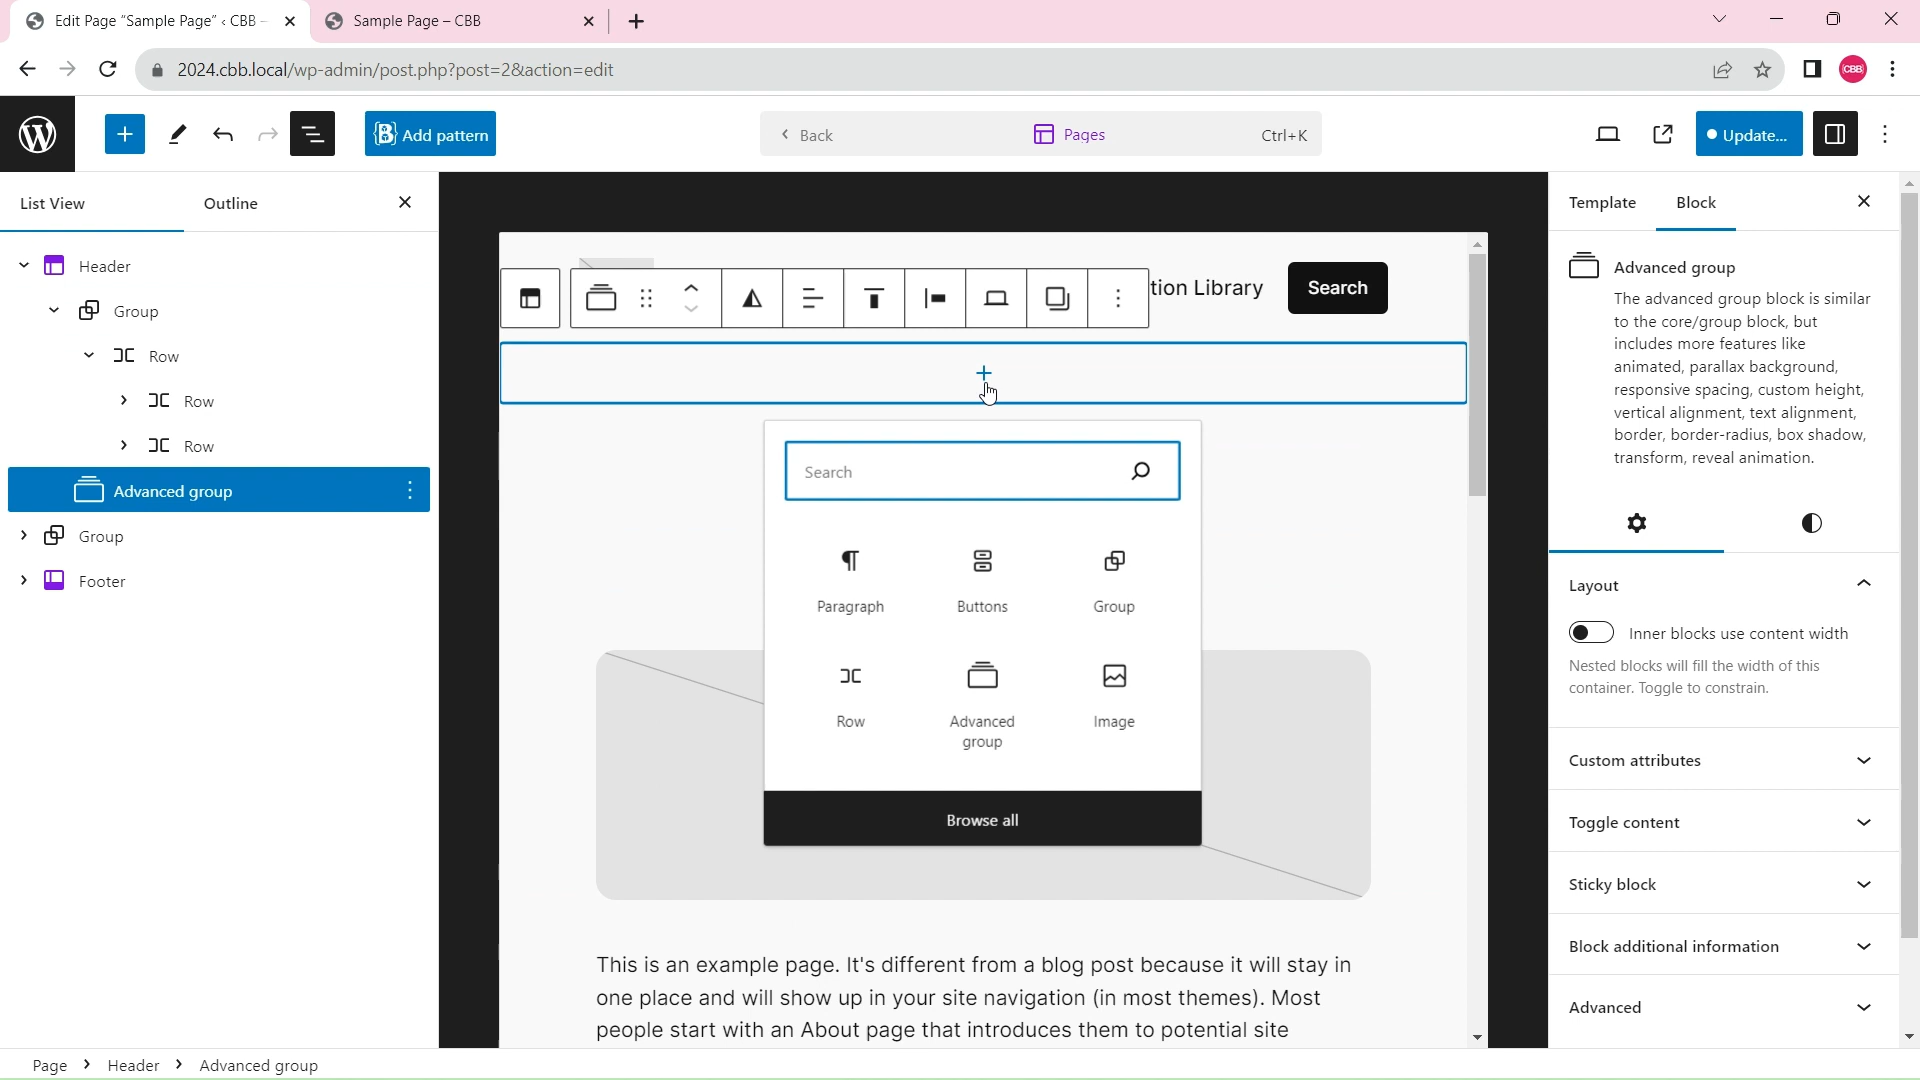 Edit Page "Sample Page" ‹ CBB –
Sample Page – CBB
2024.cbb.local/wp-admin/post.php?post=2&action=edit
CBB
Add pattern
Back
Pages
Ctrl+K
Update...
List View
Outline
Header
Group
Row
Row
Row
Advanced group
Group
Footer
tion Library
Search
Search
Paragraph
Buttons
Group
Row
Advanced
group
Image
Browse all
This is an example page. It's different from a blog post because it will stay in
one place and will show up in your site navigation (in most themes). Most
people start with an About page that introduces them to potential site
Template
Block
Advanced group
The advanced group block is similar
to the core/group block, but
includes more features like
animated, parallax background,
responsive spacing, custom height,
vertical alignment, text alignment,
border, border-radius, box shadow,
transform, reveal animation.
Layout
Inner blocks use content width
Nested blocks will fill the width of this
container. Toggle to constrain.
Custom attributes
Toggle content
Sticky block
Block additional information
Advanced
Page › Header › Advanced group